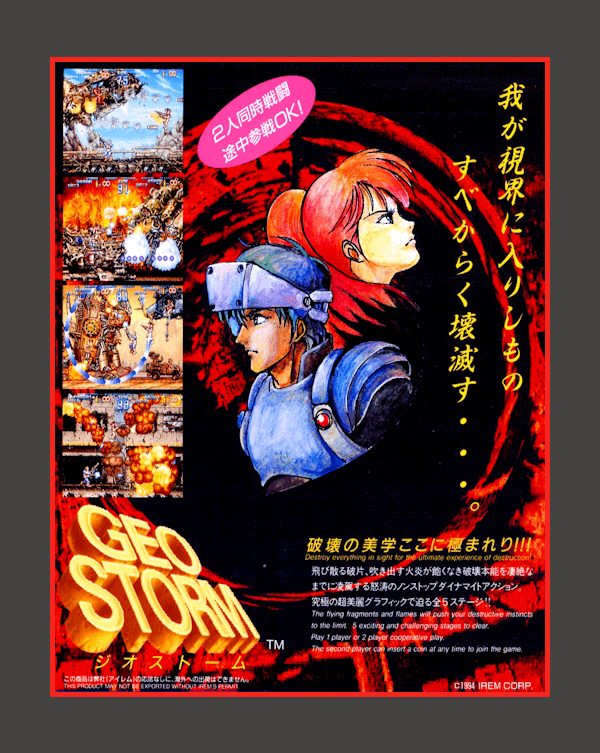 2人同時戦闘
途中参戦OK!
我が視界に入りしもの
すべからく壊滅す・・・。
GEO
STORM
TM
ジオストーム
この商品は弊社(アイレム)の応諾なしに、海外への出荷はできません。
THIS PRODUCT MAY NOT BE EXPORTED WITHOUT IREM'S PERMIT.
破壊の美学ここに極まれり!!!
Destroy everything in sight for the ultimate experience of destruction!
飛び散る破片、吹き出す火炎が飽くなき破壊本能を凄絶な
までに凌駕する怒涛のノンストップダイナマイトアクション。
究極の超美麗グラフィックで迫る全5ステージ!!
The flying fragments and flames will push your destructive instincts
to the limit. 5 exciting and challenging stages to clear.
Play 1 player or 2 player cooperative play.
The second player can insert a coin at any time to join the game.
©1994 IREM CORP.